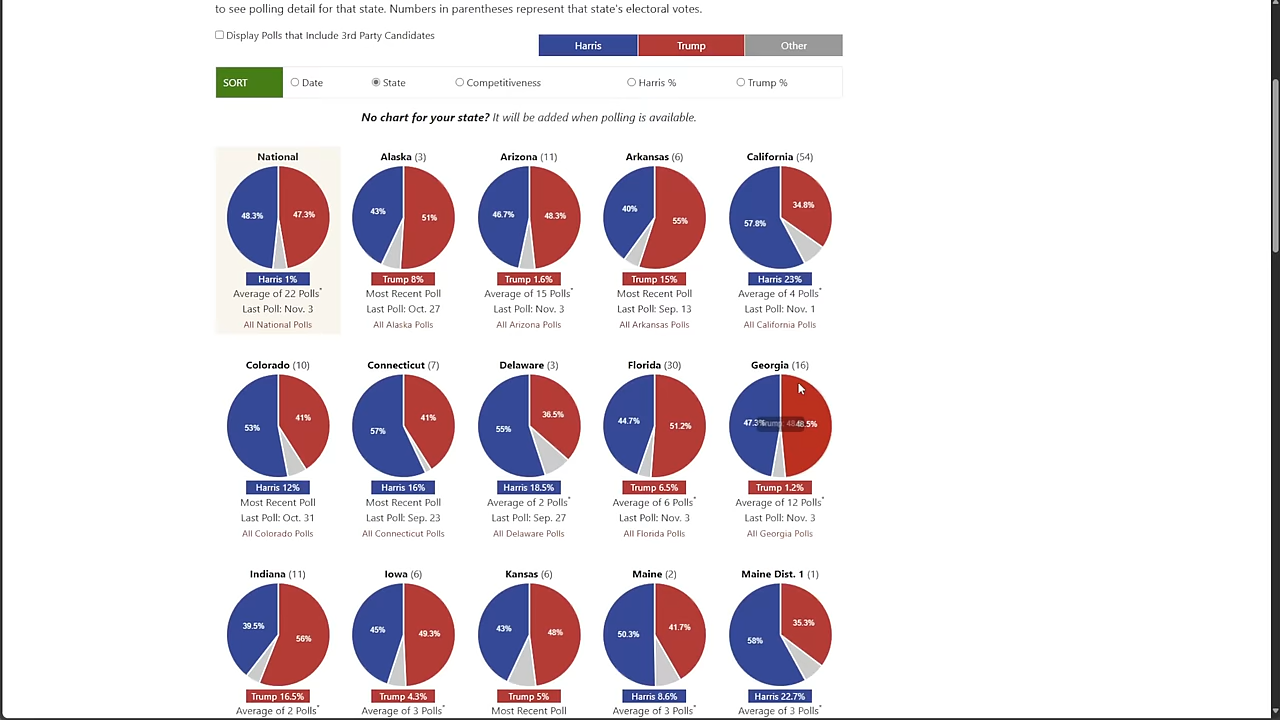 to see polling detail for that state. Numbers in parentheses represent that state's electoral votes.
Display Polls that Include 3rd Party Candidates
Harris Trump Other
SORT Date State Competitiveness Harris % Trump %
No chart for your state? It will be added when polling is available.
National Alaska (3) Arizona (11) Arkansas (6) California (54)
48.3% 47.3% 43% 51% 46.7% 48.3% 40% 55% 57.8% 34.8%
Harris 1% Trump 8% Trump 1.6% Trump 15% Harris 23%
Average of 22 Polls* Most Recent Poll Average of 15 Polls* Most Recent Poll Average of 4 Polls*
Last Poll: Nov. 3 Last Poll: Oct. 27 Last Poll: Nov. 3 Last Poll: Sep. 13 Last Poll: Nov. 1
All National Polls All Alaska Polls All Arizona Polls All Arkansas Polls All California Polls
Colorado (10) Connecticut (7) Delaware (3) Florida (30) Georgia (16)
53% 41% 57% 41% 55% 36.5% 44.7% 51.2% 47.3% Trump: 48.5%
Harris 12% Harris 16% Harris 18.5% Trump 6.5% Trump 1.2%
Most Recent Poll Most Recent Poll Average of 2 Polls* Average of 6 Polls* Average of 12 Polls*
Last Poll: Oct. 31 Last Poll: Sep. 23 Last Poll: Sep. 27 Last Poll: Nov. 3 Last Poll: Nov. 3
All Colorado Polls All Connecticut Polls All Delaware Polls All Florida Polls All Georgia Polls
Indiana (11) Iowa (6) Kansas (6) Maine (2) Maine Dist. 1 (1)
39.5% 56% 45% 49.3% 43% 48% 50.3% 41.7% 58% 35.3%
Trump 16.5% Trump 4.3% Trump 5% Harris 8.6% Harris 22.7%
Average of 2 Polls* Average of 3 Polls* Most Recent Poll Average of 3 Polls* Average of 3 Polls*